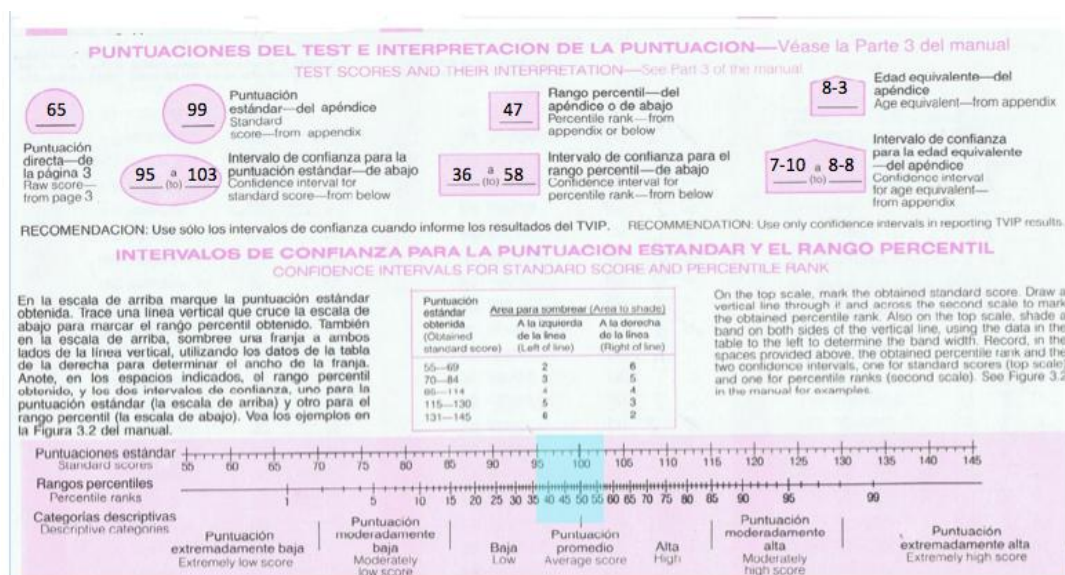 PUNTUACIONES DEL TEST E INTERPRETACION DE LA PUNTUACION—Véase la Parte 3 del manual
TEST SCORES AND THEIR INTERPRETATION—See Part 3 of the manual
65
Puntuación
directa—de
la página 3
Raw score—
from page 3
99
Puntuación
estándar—del apéndice
Standard
score—from appendix
47
Rango percentil—del
apéndice o de abajo
Percentile rank—from
appendix or below
8-3
Edad equivalente—del
apéndice
Age equivalent—from appendix
95 a (to) 103
Intervalo de confianza para la
puntuación estándar—de abajo
Confidence interval for
standard score—from below
36 a (to) 58
Intervalo de confianza para el
rango percentil—de abajo
Confidence interval for
percentile rank—from below
7-10 a (to) 8-8
Intervalo de confianza
para la edad equivalente
—del apéndice
Confidence interval
for age equivalent—
from appendix
RECOMENDACION: Use sólo los intervalos de confianza cuando informe los resultados del TVIP. RECOMMENDATION: Use only confidence intervals in reporting TVIP results.
INTERVALOS DE CONFIANZA PARA LA PUNTUACION ESTANDAR Y EL RANGO PERCENTIL
CONFIDENCE INTERVALS FOR STANDARD SCORE AND PERCENTILE RANK
En la escala de arriba marque la puntuación estándar
obtenida. Trace una línea vertical que cruce la escala de
abajo para marcar el rango percentil obtenido. También
en la escala de arriba, sombree una franja a ambos
lados de la línea vertical, utilizando los datos de la tabla
de la derecha para determinar el ancho de la franja.
Anote, en los espacios indicados, el rango percentil
obtenido, y los dos intervalos de confianza, uno para la
puntuación estándar (la escala de arriba) y otro para el
rango percentil (la escala de abajo). Vea los ejemplos en
la Figura 3.2 del manual.
Puntuación
estándar
obtenida
(Obtained
standard score)
Area para sombrear (Area to shade)
A la izquierda
de la línea
(Left of line)
A la derecha
de la línea
(Right of line)
55—69 2 6
70—84 3 5
85—114 4 4
115—130 5 3
131—145 6 2
On the top scale, mark the obtained standard score. Draw a
vertical line through it and across the second scale to mark
the obtained percentile rank. Also on the top scale, shade a
band on both sides of the vertical line, using the data in the
table to the left to determine the band width. Record, in the
spaces provided above, the obtained percentile rank and the
two confidence intervals, one for standard scores (top scale)
and one for percentile ranks (second scale). See Figure 3.2
in the manual for examples.
Puntuaciones estándar
Standard scores
55 60 65 70 75 80 85 90 95 100 105 110 115 120 125 130 135 140 145
Rangos percentiles
Percentile ranks
1 5 10 15 20 25 30 35 40 45 50 55 60 65 70 75 80 85 90 95 99
Categorías descriptivas
Descriptive categories
Puntuación
extremadamente baja
Extremely low score
Puntuación
moderadamente
baja
Moderately
low score
Baja
Low
Puntuación
promedio
Average score
Alta
High
Puntuación
moderadamente
alta
Moderately
high score
Puntuación
extremadamente alta
Extremely high score